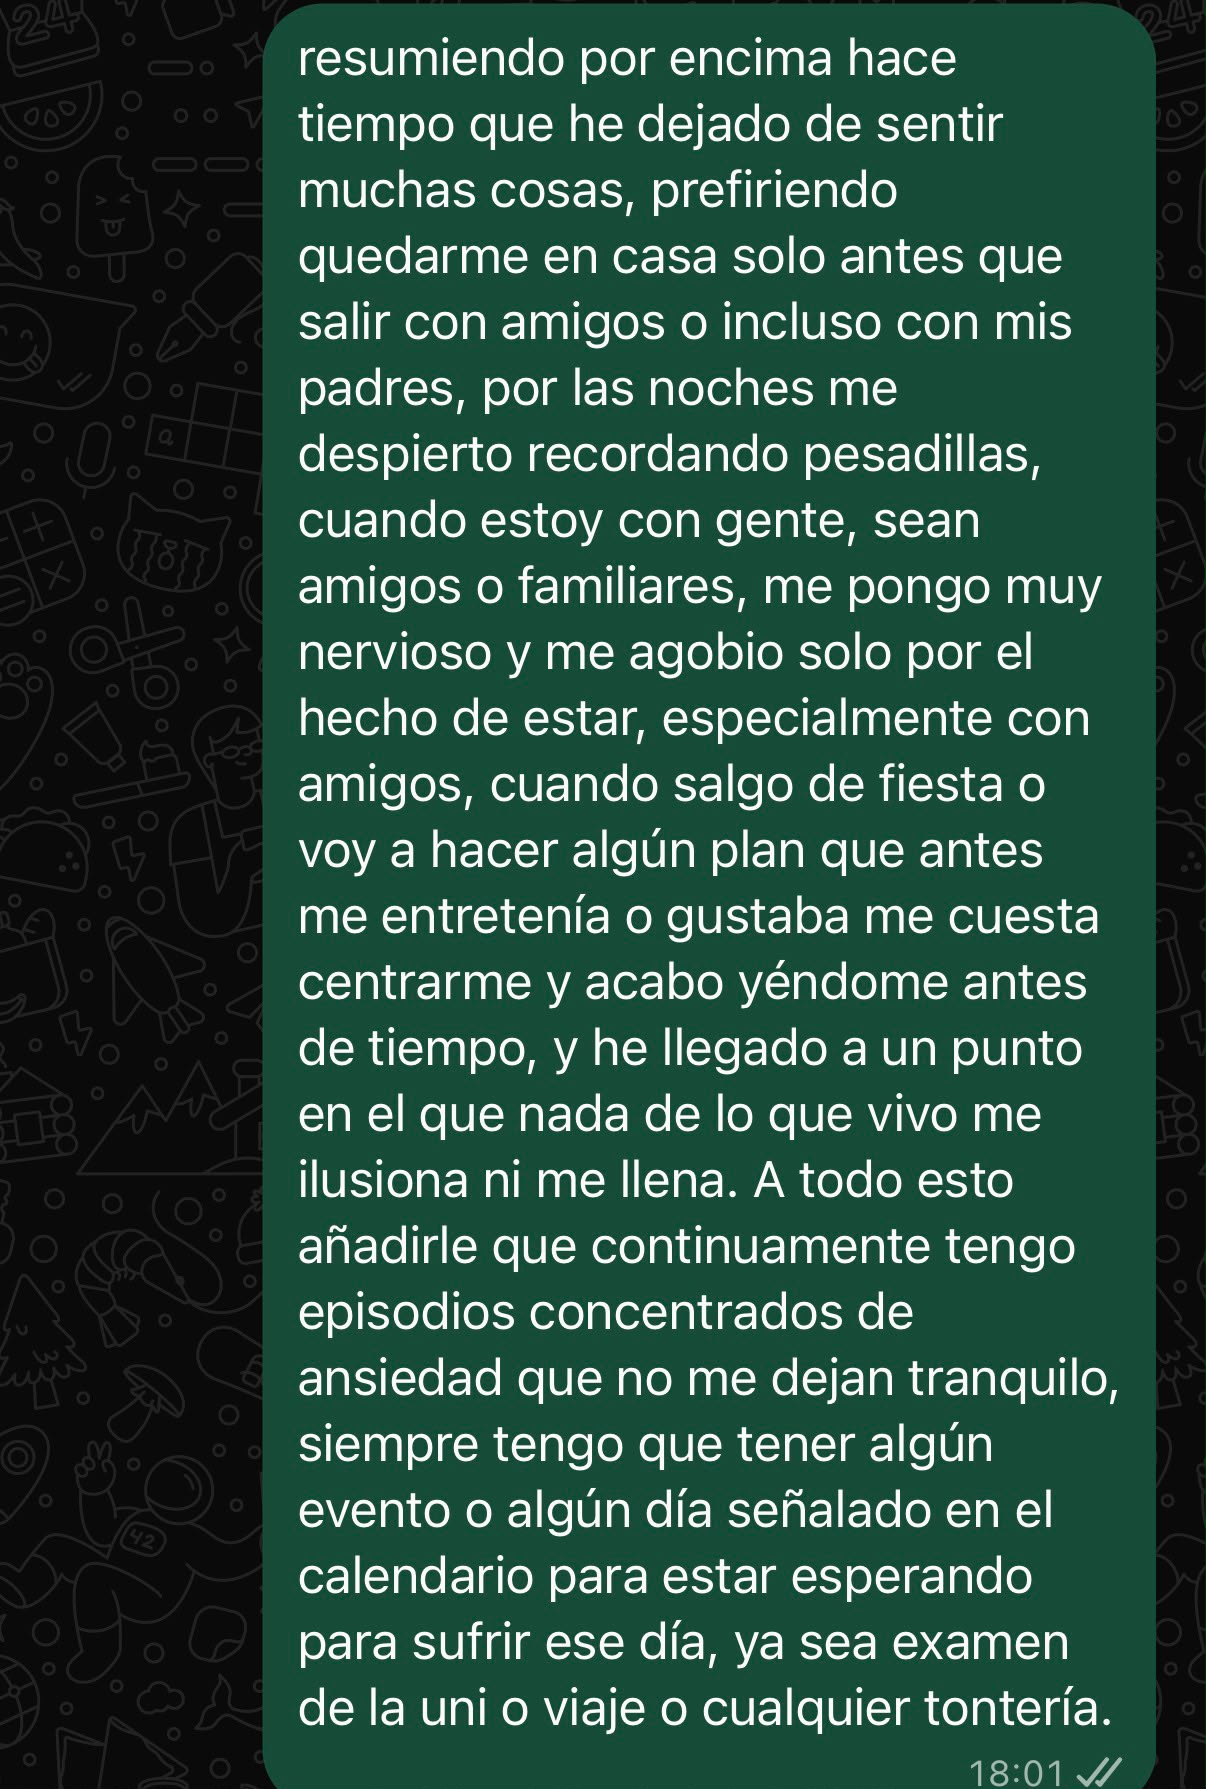 resumiendo por encima hace
tiempo que he dejado de sentir
muchas cosas, prefiriendo
quedarme en casa solo antes que
salir con amigos o incluso con mis
padres, por las noches me
despierto recordando pesadillas,
cuando estoy con gente, sean
amigos o familiares, me pongo muy
nervioso y me agobio solo por el
hecho de estar, especialmente con
amigos, cuando salgo de fiesta o
voy a hacer algún plan que antes
me entretenía o gustaba me cuesta
centrarme y acabo yéndome antes
de tiempo, y he llegado a un punto
en el que nada de lo que vivo me
ilusiona ni me llena. A todo esto
añadirle que continuamente tengo
episodios concentrados de
ansiedad que no me dejan tranquilo,
siempre tengo que tener algún
evento o algún día señalado en el
calendario para estar esperando
para sufrir ese día, ya sea examen
de la uni o viaje o cualquier tontería.
18:01